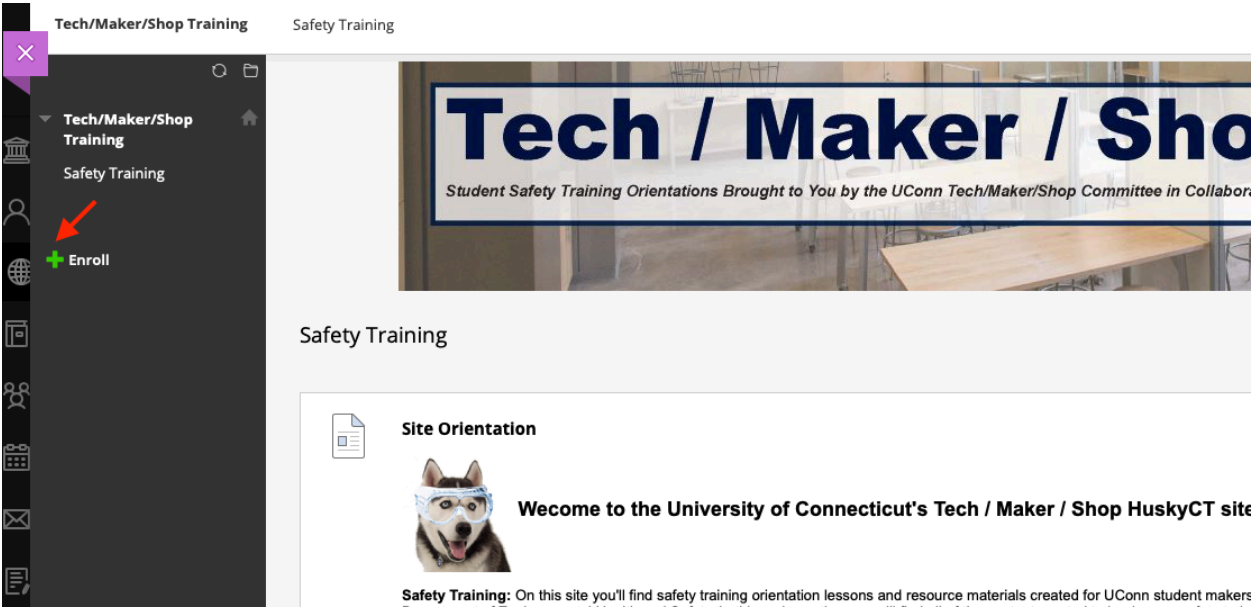 Tech/Maker/Shop Training
Safety Training
Tech/Maker/Shop
Training
Safety Training
Enroll
Tech / Maker / Sho
Student Safety Training Orientations Brought to You by the UConn Tech/Maker/Shop Committee in Collabora
Safety Training
Site Orientation
Wecome to the University of Connecticut's Tech / Maker / Shop HuskyCT site
Safety Training: On this site you'll find safety training orientation lessons and resource materials created for UConn student makers